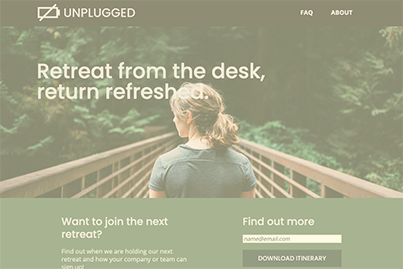 UNPLUGGED
FAQ ABOUT
Retreat from the desk,
return refreshed.
Want to join the next
retreat?
Find out when we are holding our next
retreat and how your company or team can
sign up!
Find out more
name@email.com
DOWNLOAD ITINERARY